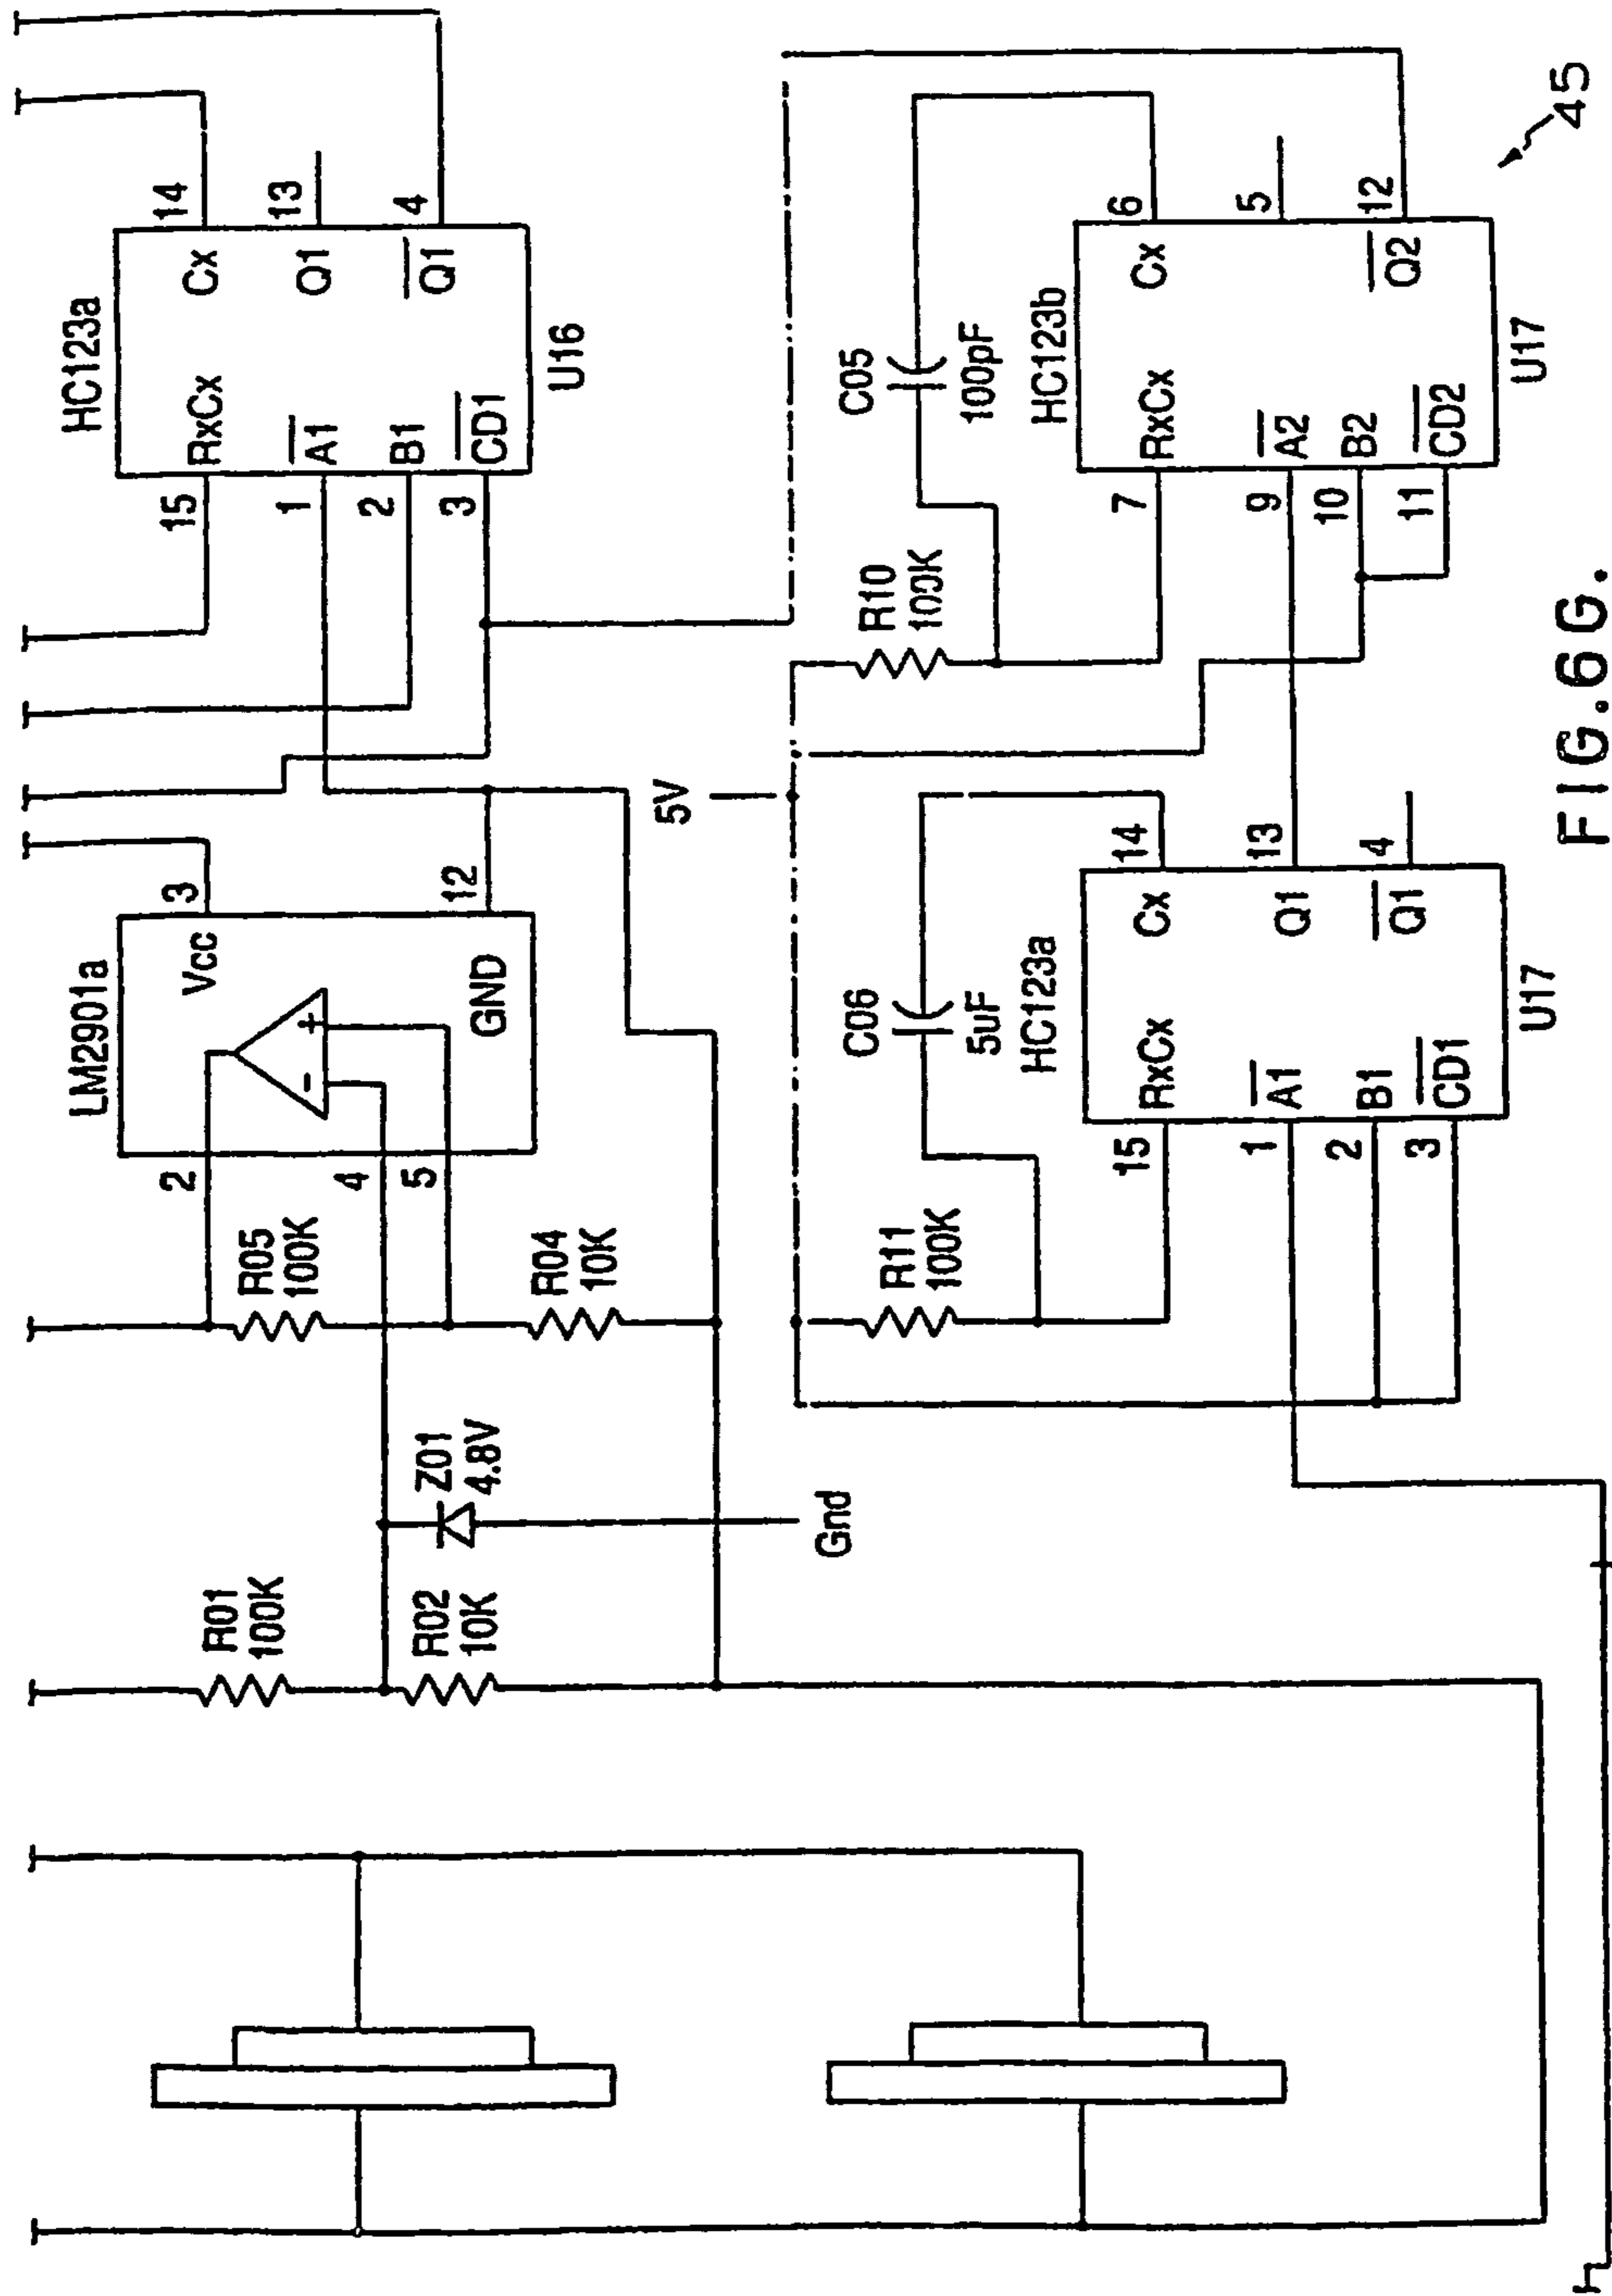 R01
100K
R02
10K
Z01
4.8V
Gnd
R05
100K
R04
10K
LM2901a
2
4
5
-
+
Vcc
GND
3
12
HC123a
15
1
2
3
RxCx
A1
B1
CD1
Cx
Q1
Q1
14
13
4
U16
5V
R11
100K
C06
5uF
HC123a
15
1
2
3
RxCx
A1
B1
CD1
Cx
Q1
Q1
14
13
4
U17
R10
100K
C05
100pF
HC123b
7
9
10
11
RxCx
A2
B2
CD2
Cx
Q2
6
5
12
U17
45
FIG.6G.